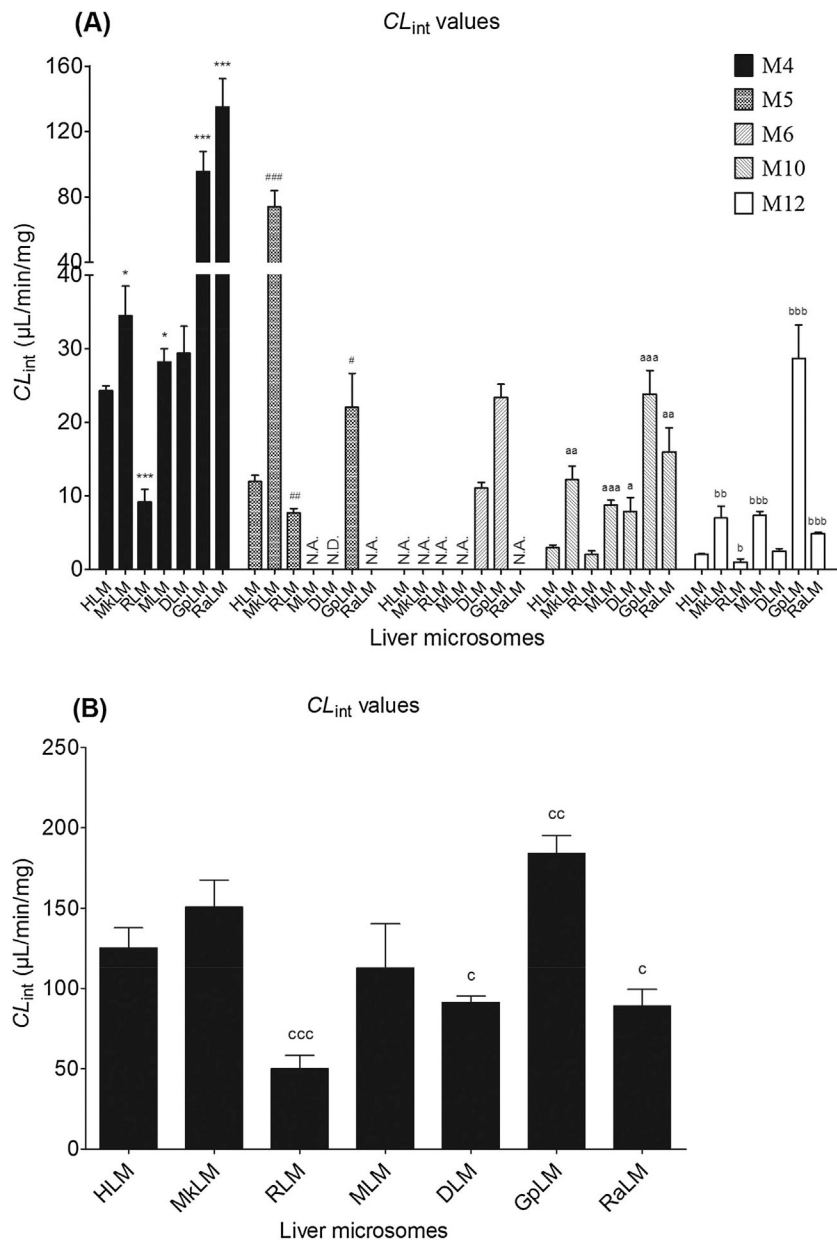 (A)
CLint values
CLint (µL/min/mg)
160
120
80
40
40
30
20
10
0
*
***
*
***
***
###
##
#
aa
aaa
a
aaa
aa
bb
b
bbb
bbb
bbb
M4
M5
M6
M10
M12
N.A.
N.D.
N.A.
N.A.
N.A.
N.A.
N.A.
N.A.
HLM MkLM RLM MLM DLM GpLM RaLM
HLM MkLM RLM MLM DLM GpLM RaLM
HLM MkLM RLM MLM DLM GpLM RaLM
HLM MkLM RLM MLM DLM GpLM RaLM
HLM MkLM RLM MLM DLM GpLM RaLM
Liver microsomes
(B)
CLint values
CLint (µL/min/mg)
250
200
150
100
50
0
ccc
c
cc
c
HLM MkLM RLM MLM DLM GpLM RaLM
Liver microsomes